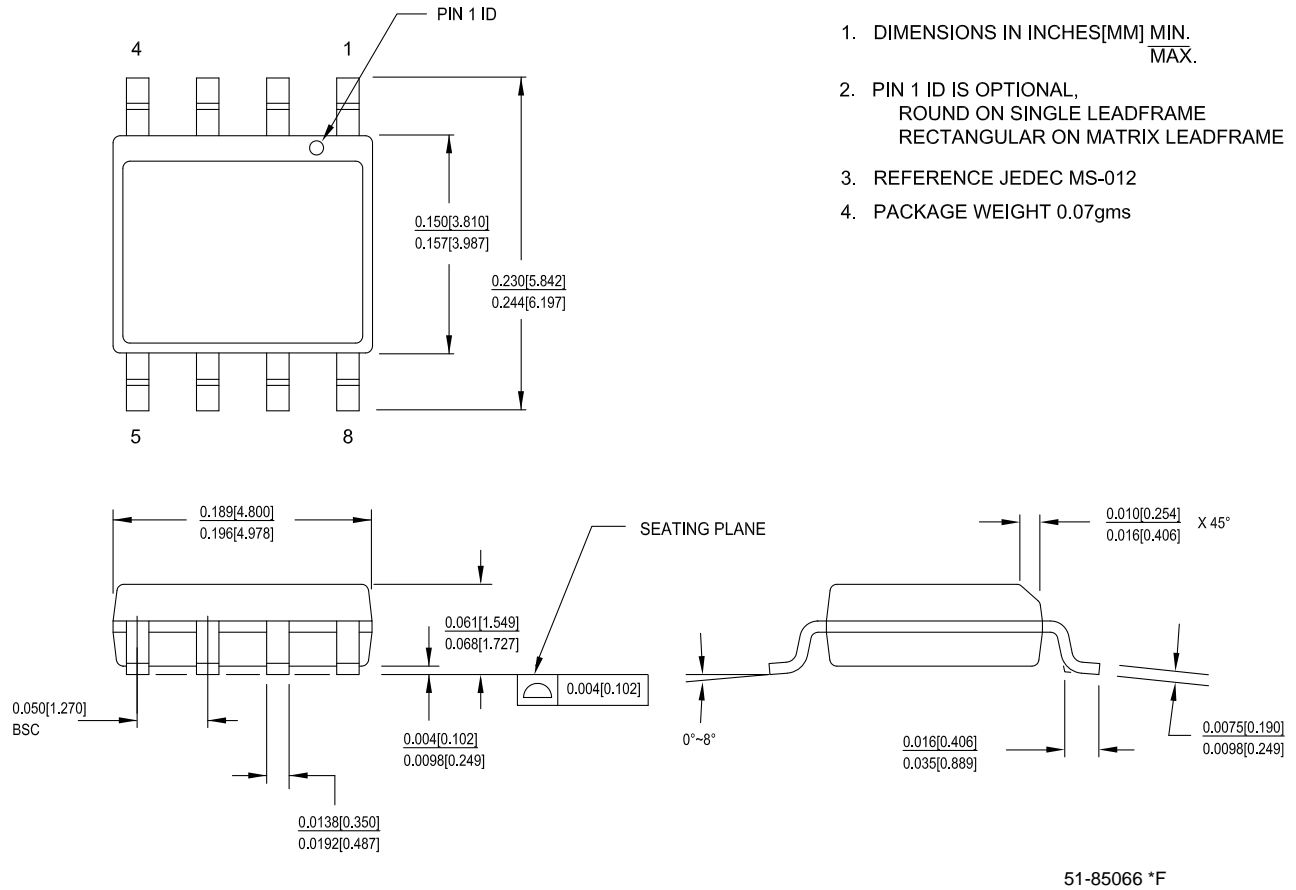 PIN 1 ID
4
1
1. DIMENSIONS IN INCHES[MM] MIN.
MAX.
2. PIN 1 ID IS OPTIONAL,
ROUND ON SINGLE LEADFRAME
RECTANGULAR ON MATRIX LEADFRAME
3. REFERENCE JEDEC MS-012
4. PACKAGE WEIGHT 0.07gms
0.150[3.810]
0.157[3.987]
0.230[5.842]
0.244[6.197]
5
8
0.189[4.800]
0.196[4.978]
SEATING PLANE
0.010[0.254]
0.016[0.406]
X 45°
0.061[1.549]
0.068[1.727]
0.004[0.102]
0.050[1.270]
BSC
0.004[0.102]
0.0098[0.249]
0°~8°
0.016[0.406]
0.035[0.889]
0.0075[0.190]
0.0098[0.249]
0.0138[0.350]
0.0192[0.487]
51-85066 *F